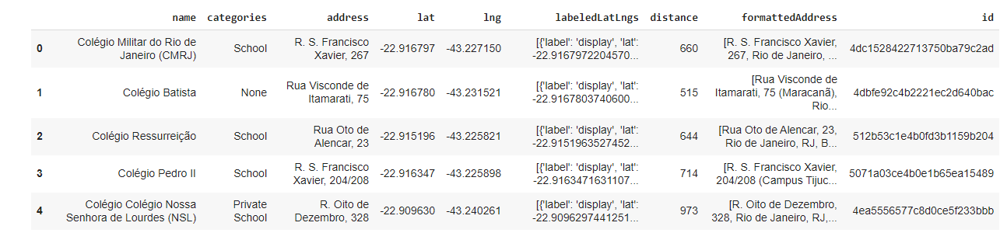 name categories address lat lng labeledLatLngs distance formattedAddress id
0 Colégio Militar do Rio de Janeiro (CMRJ) School R. S. Francisco Xavier, 267 -22.916797 -43.227150 [{'label': 'display', 'lat': -22.9167972204570... 660 [R. S. Francisco Xavier, 267, Rio de Janeiro, ... 4dc1528422713750ba79c2ad
1 Colégio Batista None Rua Visconde de Itamarati, 75 -22.916780 -43.231521 [{'label': 'display', 'lat': -22.9167803740600... 515 [Rua Visconde de Itamarati, 75 (Maracanã), Rio... 4dbfe92c4b2221ec2d640bac
2 Colégio Ressurreição School Rua Oto de Alencar, 23 -22.915196 -43.225821 [{'label': 'display', 'lat': -22.9151963527452... 644 [Rua Oto de Alencar, 23, Rio de Janeiro, RJ, B... 512b53c1e4b0fd3b1159b204
3 Colégio Pedro II School R. S. Francisco Xavier, 204/208 -22.916347 -43.225898 [{'label': 'display', 'lat': -22.9163471631107... 714 [R. S. Francisco Xavier, 204/208 (Campus Tijuc... 5071a03ce4b0e1b65ea15489
4 Colégio Colégio Nossa Senhora de Lourdes (NSL) Private School R. Oito de Dezembro, 328 -22.909630 -43.240261 [{'label': 'display', 'lat': -22.9096297441251... 973 [R. Oito de Dezembro, 328, Rio de Janeiro, RJ,... 4ea5556577c8d0ce5f233bbb